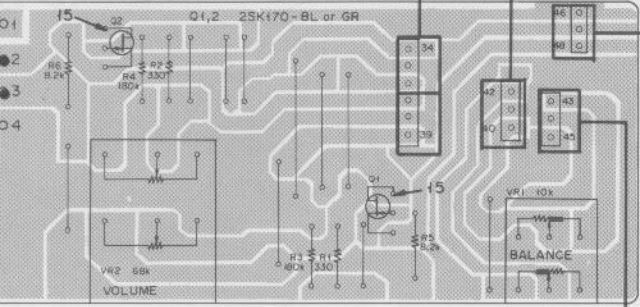 01
15
Q2
Q1,2 2SK170-BL or GR
46
48
34
2
R6
8.2k
R4
180k
R2
330
3
42
43
04
40
39
45
Q1
15
VR1 10k
R5
8.2k
R3
180k
R1
330
BALANCE
VR2 68k
VOLUME